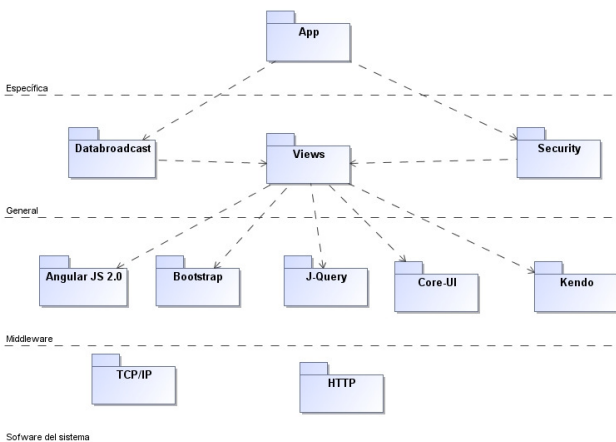 App
Específica
Databroadcast
Views
Security
General
Angular JS 2.0
Bootstrap
J-Query
Core-UI
Kendo
Middleware
TCP/IP
HTTP
Sofware del sistema